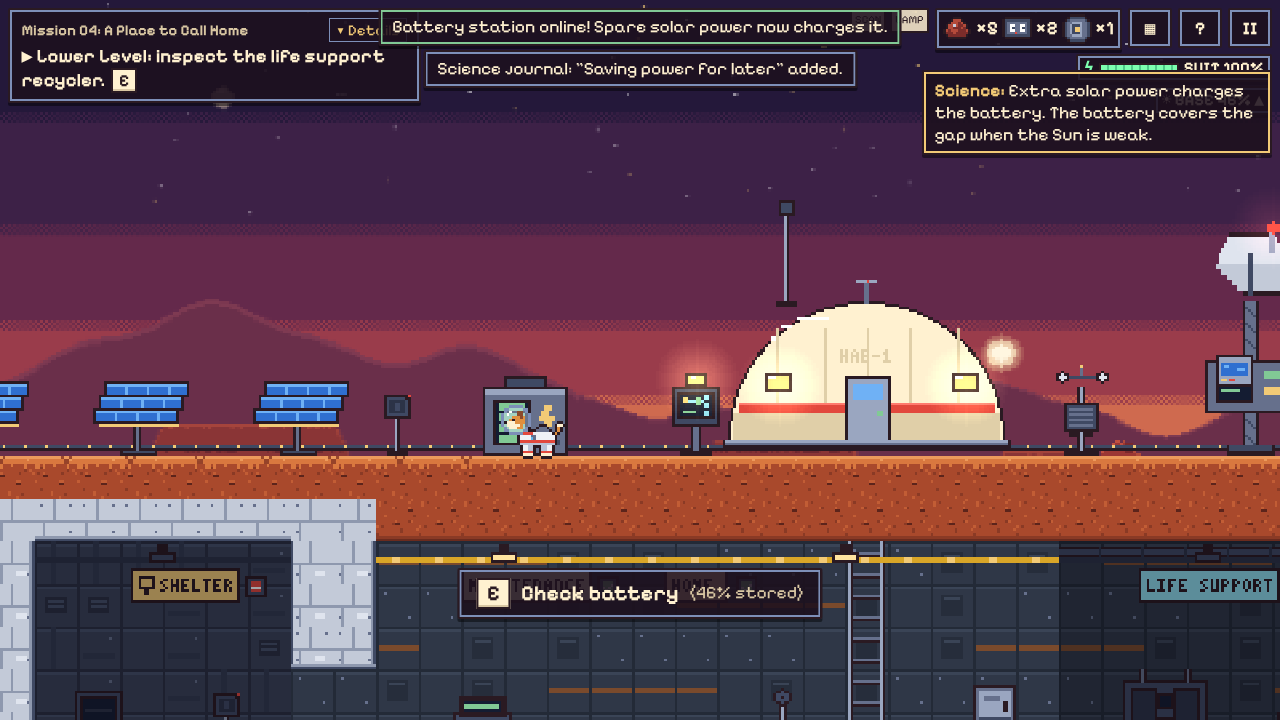 Mission 04: A Place to Call Home
▶ Lower Level: inspect the life support
recycler. E
Battery station online! Spare solar power now charges it.
Science Journal: "Saving power for later" added.
×9 ×8 ×1
?
II
SUIT 100%
Science: Extra solar power charges
the battery. The battery covers the
gap when the Sun is weak.
HAB-1
SHELTER
E Check battery (46% stored)
LIFE SUPPORT